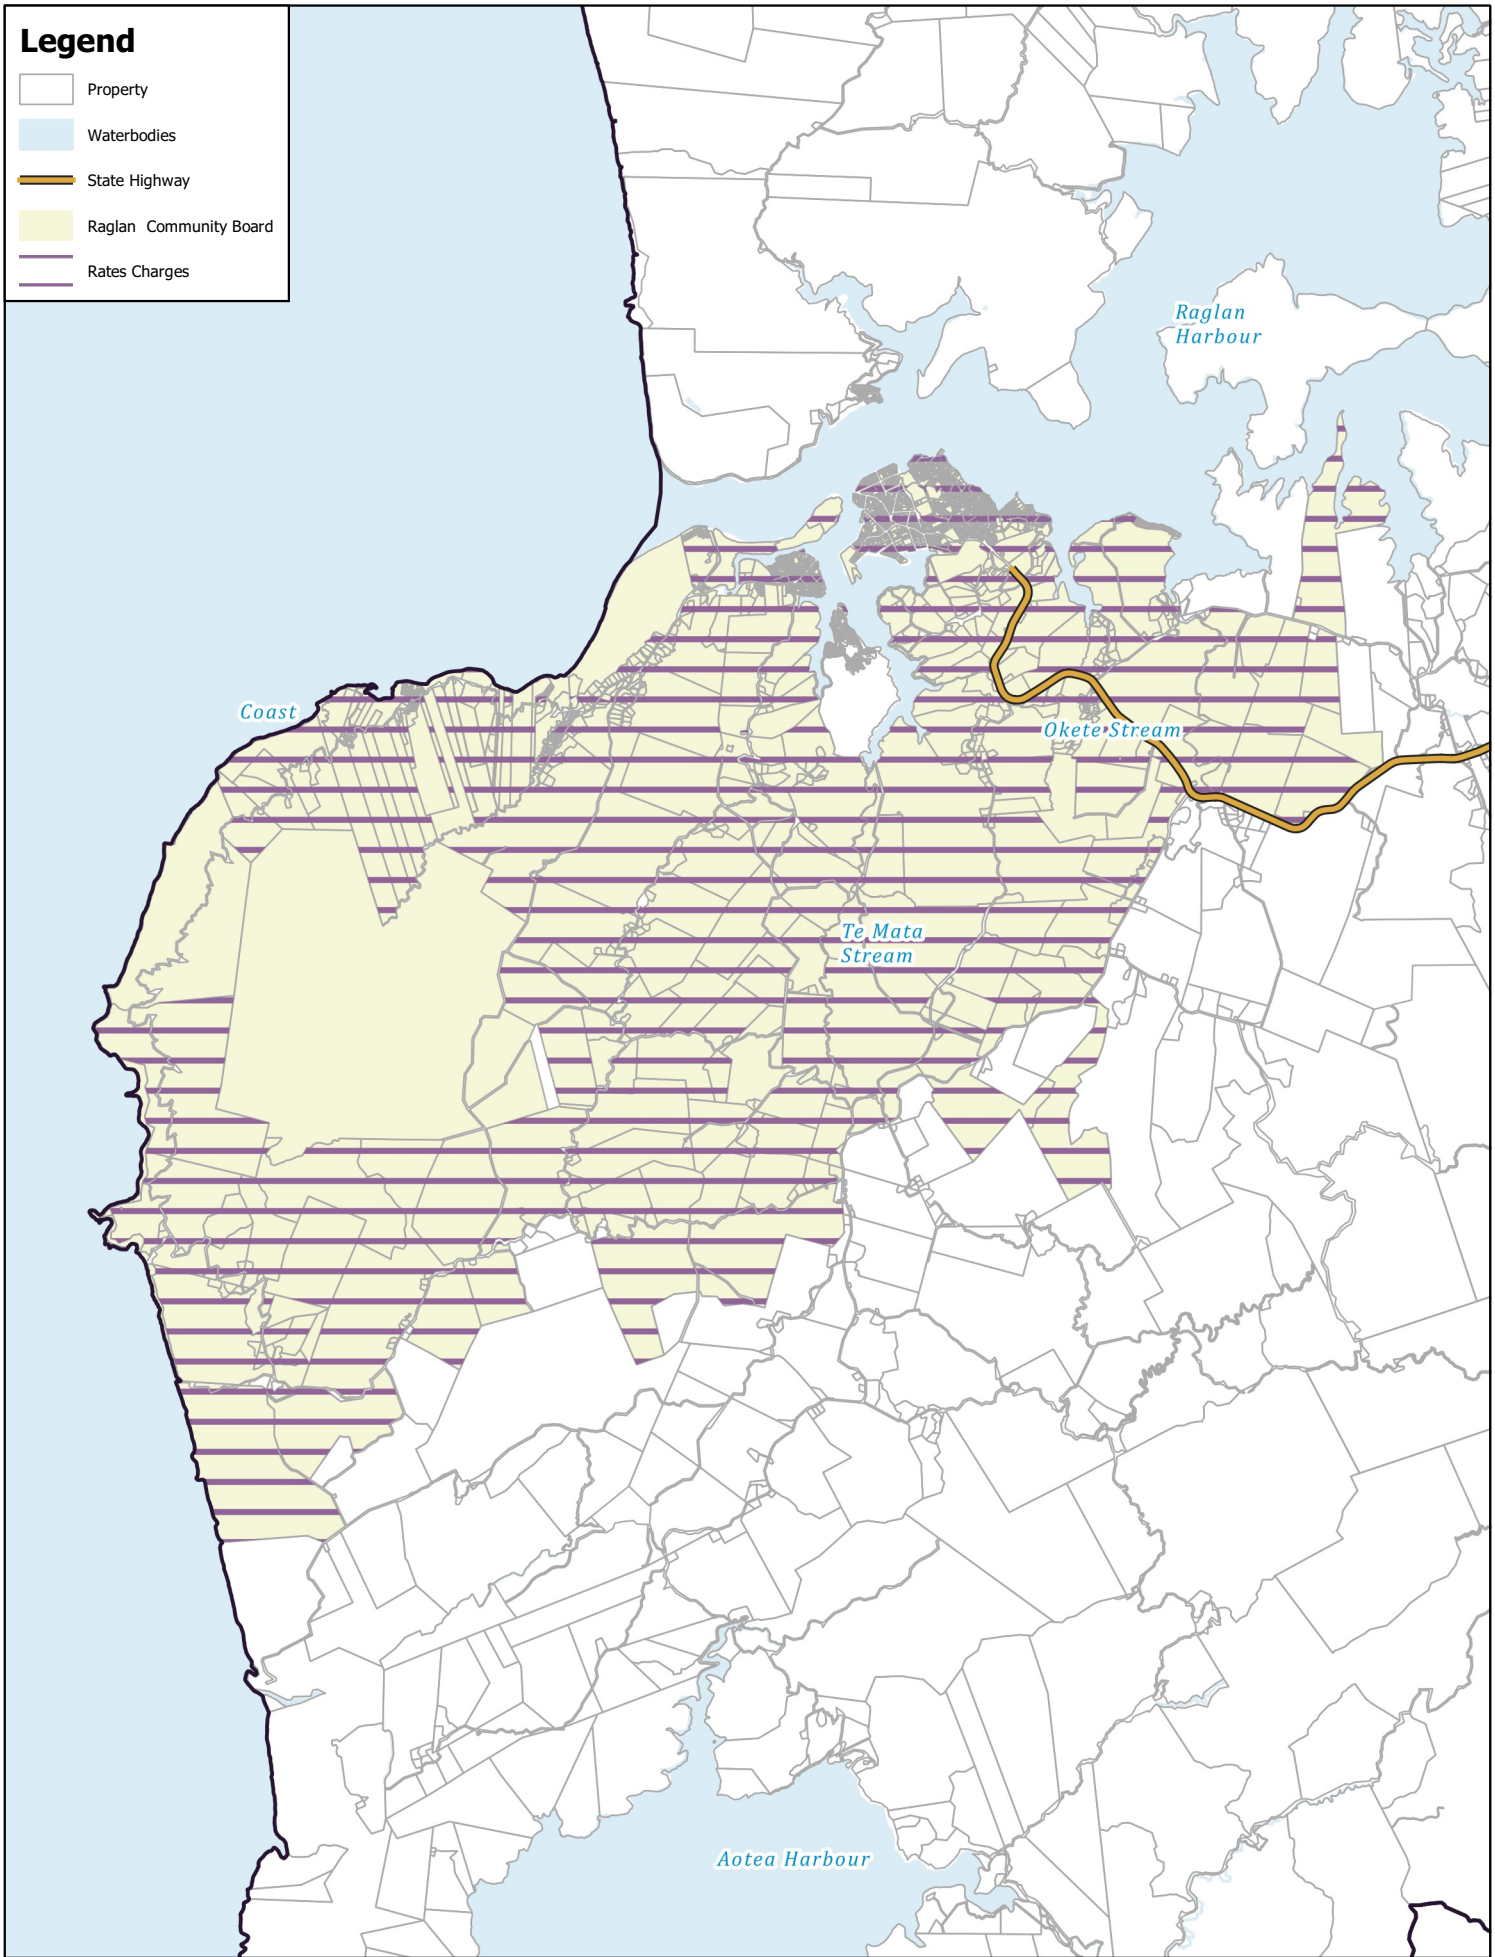 Legend
Property
Waterbodies
State Highway
Raglan  Community Board
Rates Charges
Raglan
Harbour
Coast
Okete Stream
Te Mata
Stream
Aotea Harbour